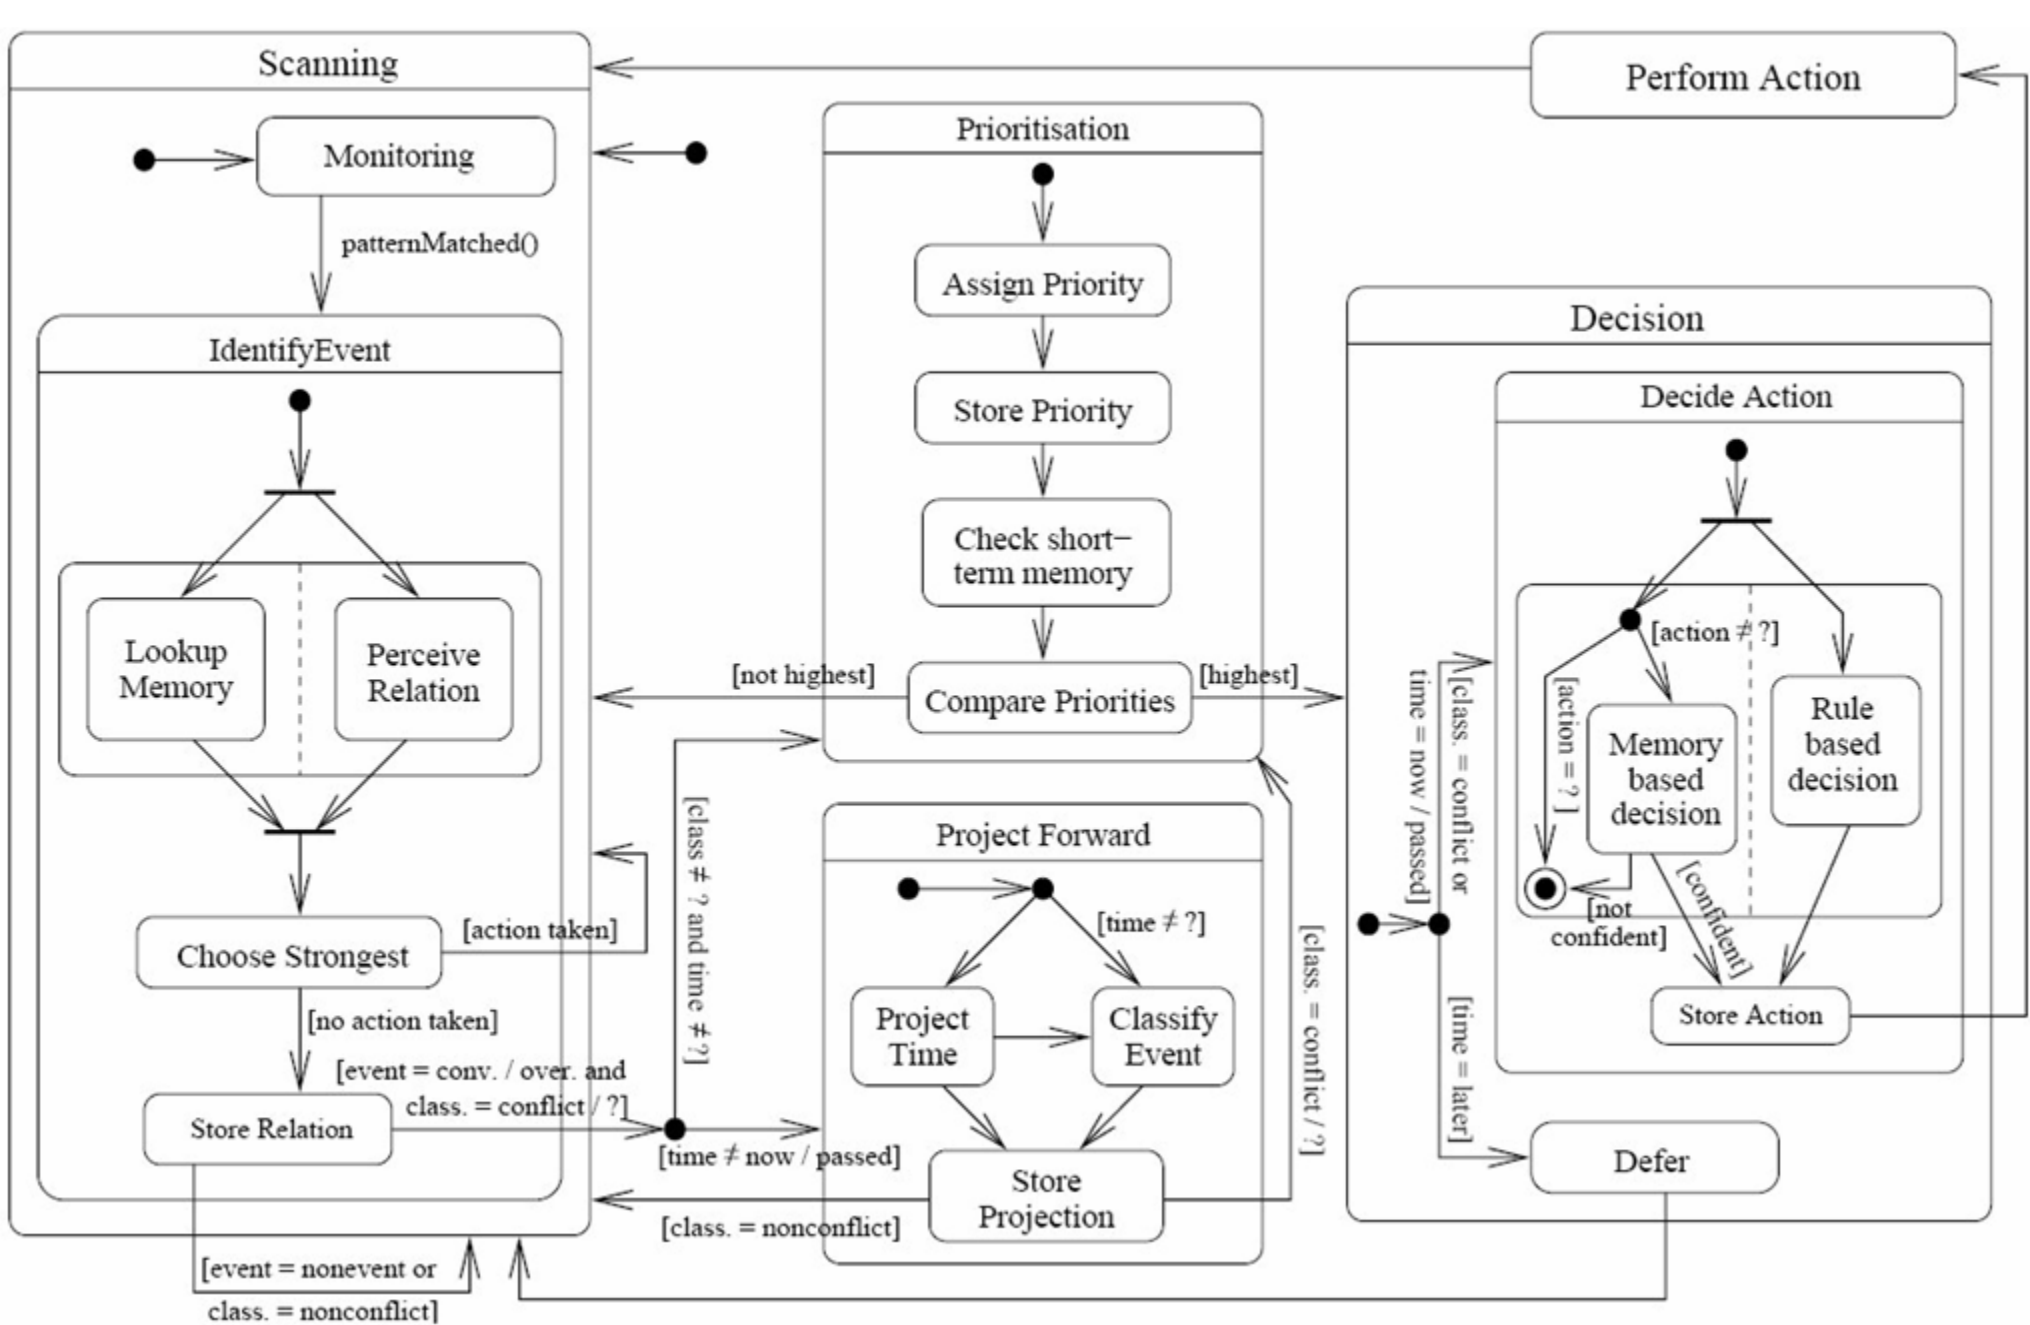 Scanning
Monitoring
patternMatched()
IdentifyEvent
Lookup
Memory
Perceive
Relation
Choose Strongest
[action taken]
[no action taken]
[event = conv. / over. and
class. = conflict / ?]
Store Relation
[event = nonevent or
class. = nonconflict]
Prioritisation
Assign Priority
Store Priority
Check short-
term memory
Compare Priorities
[not highest]
[highest]
[class ≠ ? and time ≠ ?]
[time ≠ now / passed]
Project Forward
[time ≠ ?]
Project
Time
Classify
Event
Store
Projection
[class. = nonconflict]
[class. = conflict / ?]
Perform Action
Decision
[class. = conflict or
time = now / passed]
[time = later]
Decide Action
[action ≠ ?]
[action = ? ]
Memory
based
decision
Rule
based
decision
[not
confident]
[confident]
Store Action
Defer